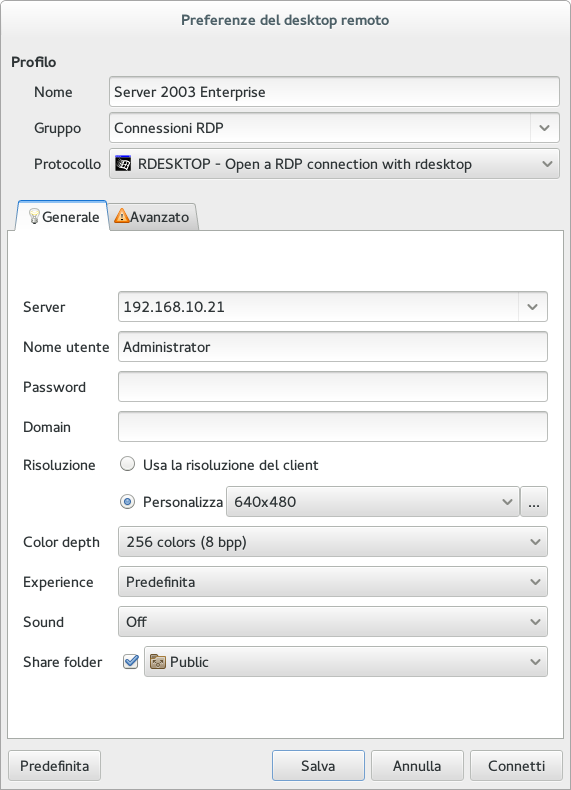 Preferenze del desktop remoto
Profilo
Nome Server 2003 Enterprise
Gruppo Connessioni RDP
Protocollo RDESKTOP - Open a RDP connection with rdesktop
Generale Avanzato
Server 192.168.10.21
Nome utente Administrator
Password
Domain
Risoluzione Usa la risoluzione del client
Personalizza 640x480 ...
Color depth 256 colors (8 bpp)
Experience Predefinita
Sound Off
Share folder Public
Predefinita Salva Annulla Connetti